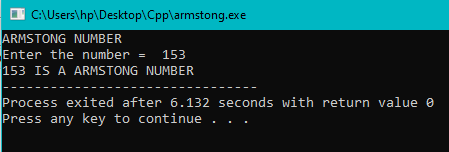 C:\Users\hp\Desktop\Cpp\armstong.exe
ARMSTONG NUMBER
Enter the number =  153
153 IS A ARMSTONG NUMBER
--------------------------------
Process exited after 6.132 seconds with return value 0
Press any key to continue . . .